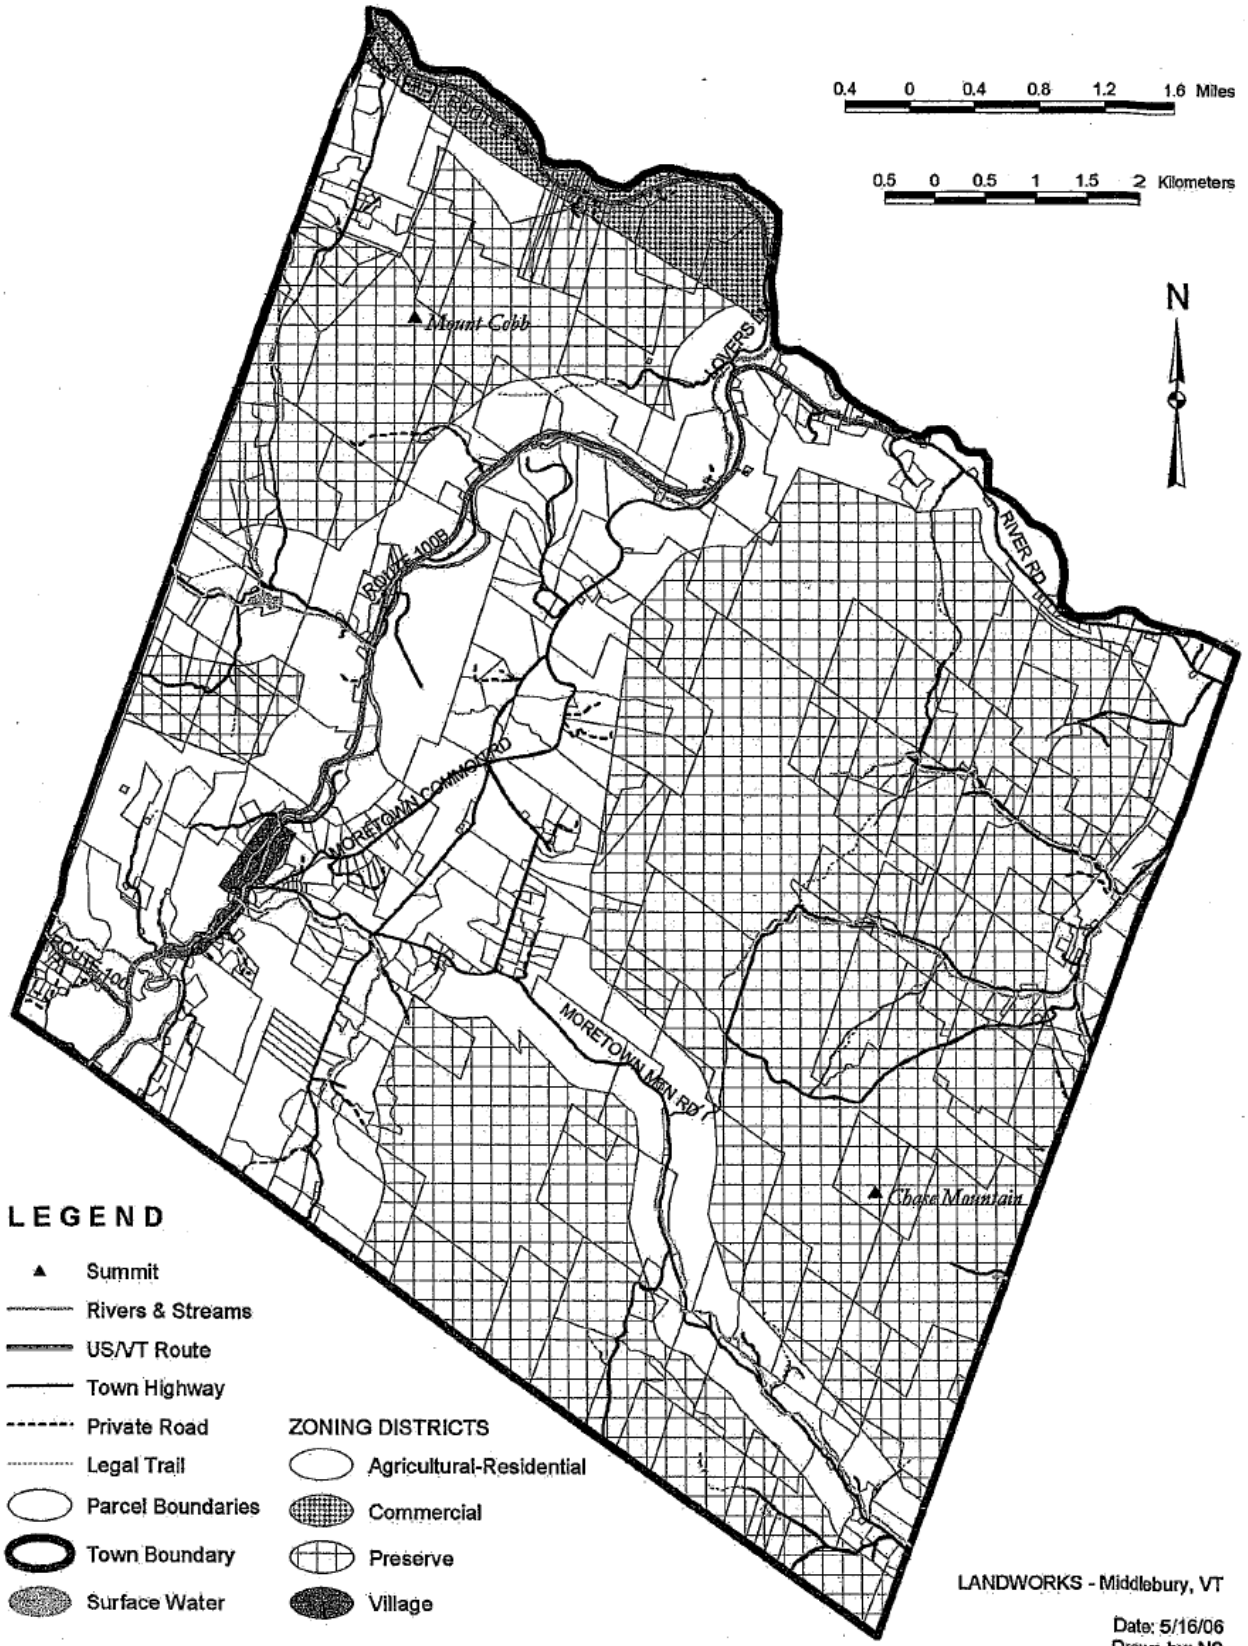 0.4 0 0.4 0.8 1.2 1.6 Miles
0.5 0 0.5 1 1.5 2 Kilometers
N
Mount Cobb
LOVERS
ROUTE 100B
RIVER RD
MORETOWN COMMON RD
ROUTE 100
MORETOWN MTN RD
Chase Mountain
LEGEND
Summit
Rivers & Streams
US/VT Route
Town Highway
Private Road
Legal Trail
Parcel Boundaries
Town Boundary
Surface Water
ZONING DISTRICTS
Agricultural-Residential
Commercial
Preserve
Village
LANDWORKS - Middlebury, VT
Date: 5/16/06